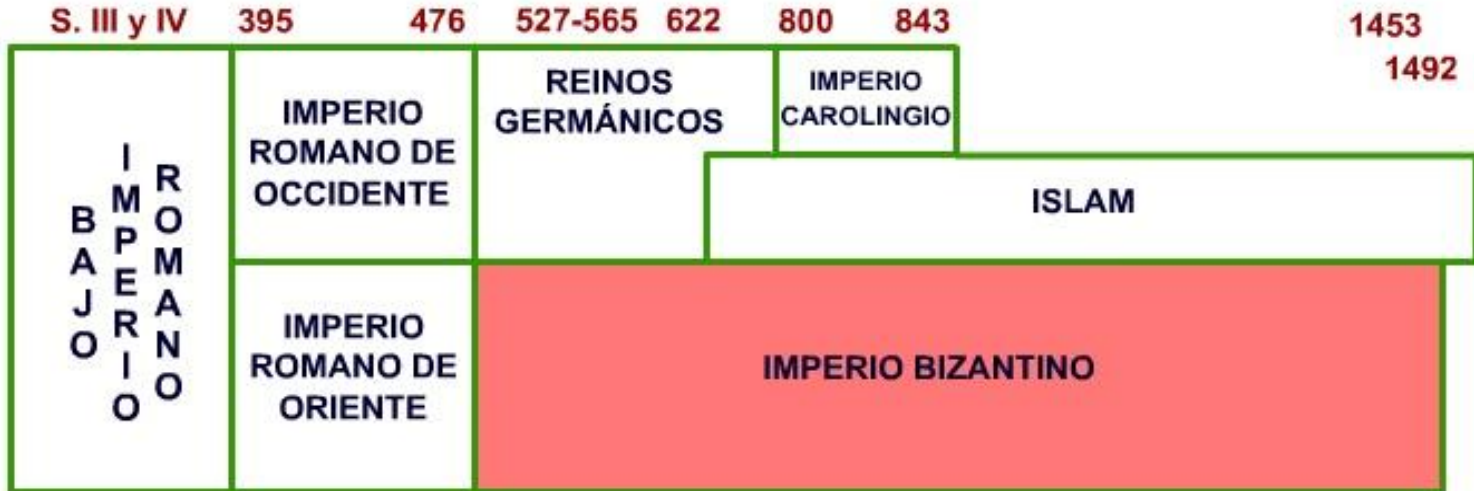 S. III y IV 395 476 527-565 622 800 843 1453
1492
BAJO
IMPERIO
ROMANO
IMPERIO
ROMANO DE
OCCIDENTE
REINOS
GERMÁNICOS
IMPERIO
CAROLINGIO
ISLAM
IMPERIO
ROMANO DE
ORIENTE
IMPERIO BIZANTINO